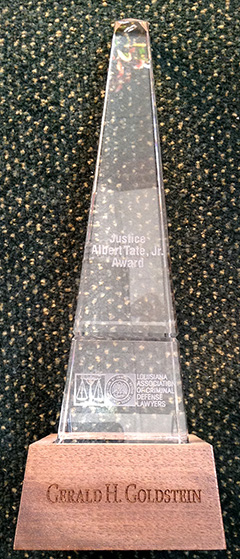 Justice
Albert Tate, Jr.
Award
LOUISIANA
ASSOCIATION
OF CRIMINAL
DEFENSE
LAWYERS
GERALD H. GOLDSTEIN